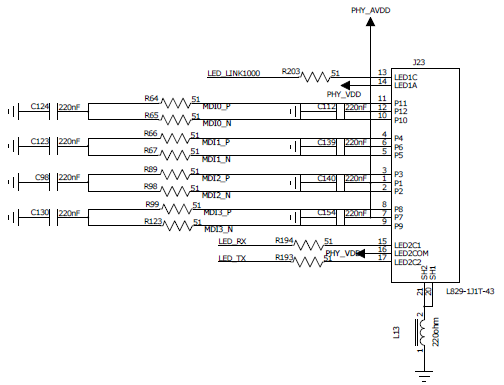 PHY_AVDD
J23
LED_LINK1000 R203 51 13 LED1C
PHY_VDD 14 LED1A
R64 51 11 P11
C124 220nF MDI0_P C112 220nF 12 P12
R65 51 10 P10
MDI0_N
R66 51 4 P4
C123 220nF MDI1_P C139 220nF 6 P6
R67 51 5 P5
MDI1_N
R89 51 3 P3
C98 220nF MDI2_P C140 220nF 1 P1
R98 51 2 P2
MDI2_N
R99 51 8 P8
C130 220nF MDI3_P C154 220nF 7 P7
R123 51 9 P9
MDI3_N
LED_RX R194 51 15 LED2C1
PHY_VDD 16 LED2COM
LED_TX R193 51 17 LED2C2
SH2 SH1
21 20 L829-1J1T-43
L13 2 1 220ohm